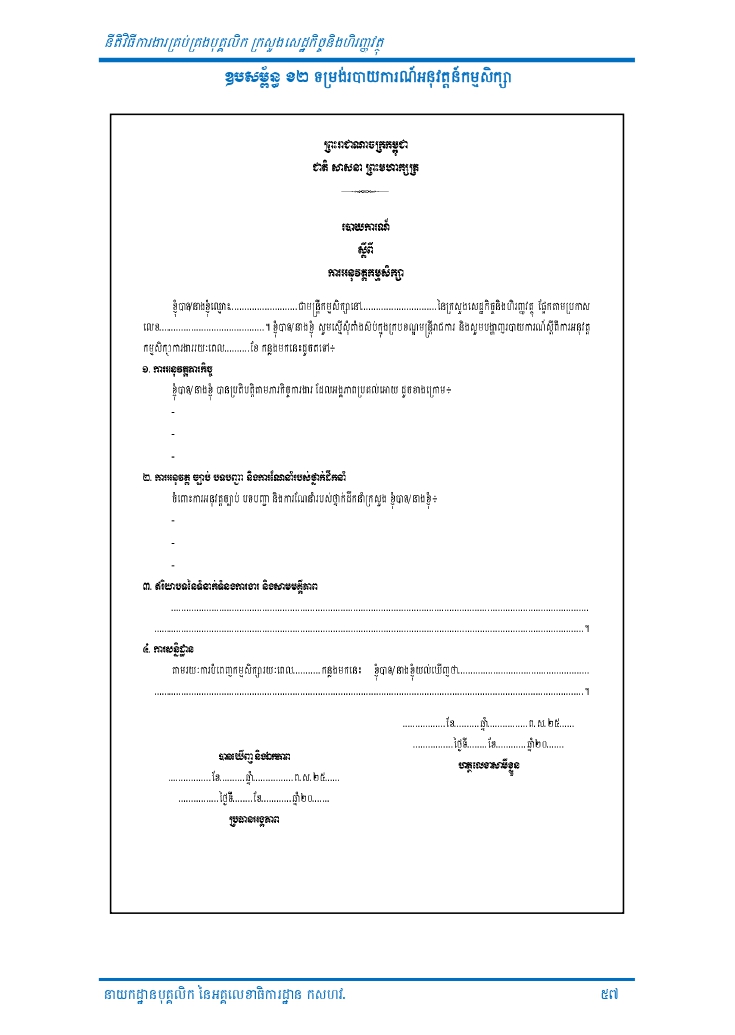 នីតិវិធីការងារគ្រប់គ្រងបុគ្គលិក ក្រសួងសេដ្ឋកិច្ចនិងហិរញ្ញវត្ថុ
ឧបសម្ព័ន្ធ ខ២ ទម្រង់របាយការណ៍អនុវត្តន៍កម្មសិក្សា
ព្រះរាជាណាចក្រកម្ពុជា
ជាតិ សាសនា ព្រះមហាក្សត្រ
របាយការណ៍
ស្តីពី
ការអនុវត្តកម្មសិក្សា
ខ្ញុំបាទ/នាងខ្ញុំឈ្មោះ..........................ជាមន្ត្រីកម្មសិក្សានៅ.............................នៃក្រសួងសេដ្ឋកិច្ចនិងហិរញ្ញវត្ថុ ផ្អែកតាមប្រកាស
លេខ.........................................។ ខ្ញុំបាទ/នាងខ្ញុំ សូមស្នើសុំតាំងស៊ប់ក្នុងក្របខណ្ឌមន្ត្រីរាជការ និងសូមបង្ហាញរបាយការណ៍ស្តីពីការអនុវត្ត
កម្មសិក្សាការងាររយៈពេល..........ខែ កន្លងមកនេះដូចតទៅ៖
១. ការអនុវត្តភារកិច្ច
ខ្ញុំបាទ/នាងខ្ញុំ បានប្រតិបត្តិតាមភារកិច្ចការងារ ដែលអង្គភាពប្រគល់អោយ ដូចខាងក្រោម៖
-
-
-
២. ការអនុវត្ត ច្បាប់ បទបញ្ជា និងការណែនាំរបស់ថ្នាក់ដឹកនាំ
ចំពោះការអនុវត្តច្បាប់ បទបញ្ជា និងការណែនាំរបស់ថ្នាក់ដឹកនាំក្រសួង ខ្ញុំបាទ/នាងខ្ញុំ៖
-
-
-
៣. ឥរិយាបទនៃទំនាក់ទំនងការងារ និងសាមគ្គីភាព
................................................................................................................................
................................................................................................................................។
៤. ការសន្និដ្ឋាន
តាមរយៈការបំពេញកម្មសិក្សារយៈពេល...........កន្លងមកនេះ ខ្ញុំបាទ/នាងខ្ញុំយល់ឃើញថា..................................................
................................................................................................................................។
.................ខែ..........ឆ្នាំ................ព.ស.២៥......
................ថ្ងៃទី........ខែ............ឆ្នាំ២០.......
ហត្ថលេខាសាមីខ្លួន
បានឃើញ និងឯកភាព
.................ខែ..........ឆ្នាំ................ព.ស.២៥......
................ថ្ងៃទី........ខែ............ឆ្នាំ២០.......
ប្រធានអង្គភាព
នាយកដ្ឋានបុគ្គលិក នៃអគ្គលេខាធិការដ្ឋាន កសហវ. ៥៧